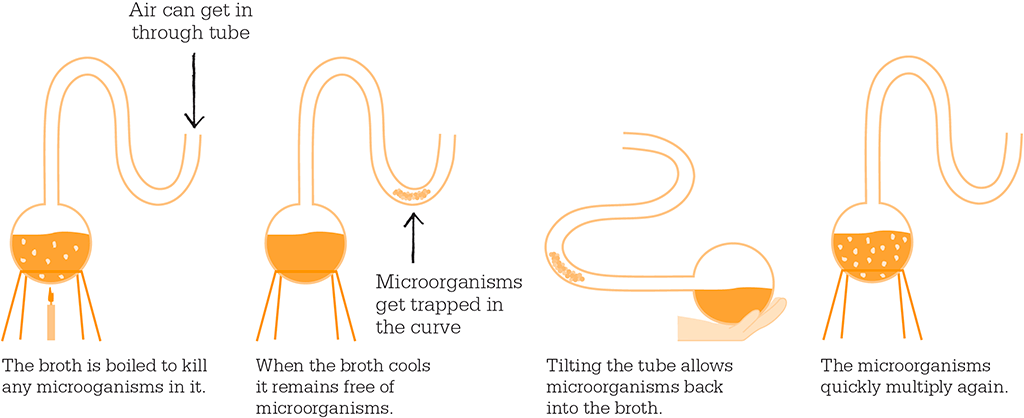 Air can get in
through tube
Microorganisms
get trapped in
the curve
The broth is boiled to kill
any microoganisms in it.
When the broth cools
it remains free of
microorganisms.
Tilting the tube allows
microorganisms back
into the broth.
The microorganisms
quickly multiply again.